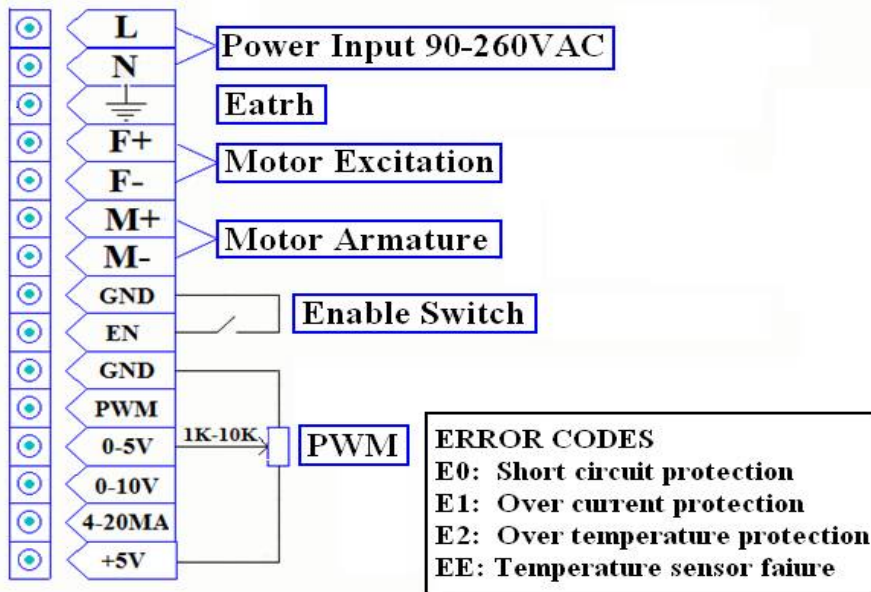 L
N
Power Input 90-260VAC
Eatrh
F+
F-
Motor Excitation
M+
M-
Motor Armature
GND
EN
Enable Switch
GND
PWM
0-5V
1K-10K
PWM
0-10V
4-20MA
+5V
ERROR CODES
E0: Short circuit protection
E1: Over current protection
E2: Over temperature protection
EE: Temperature sensor faiure